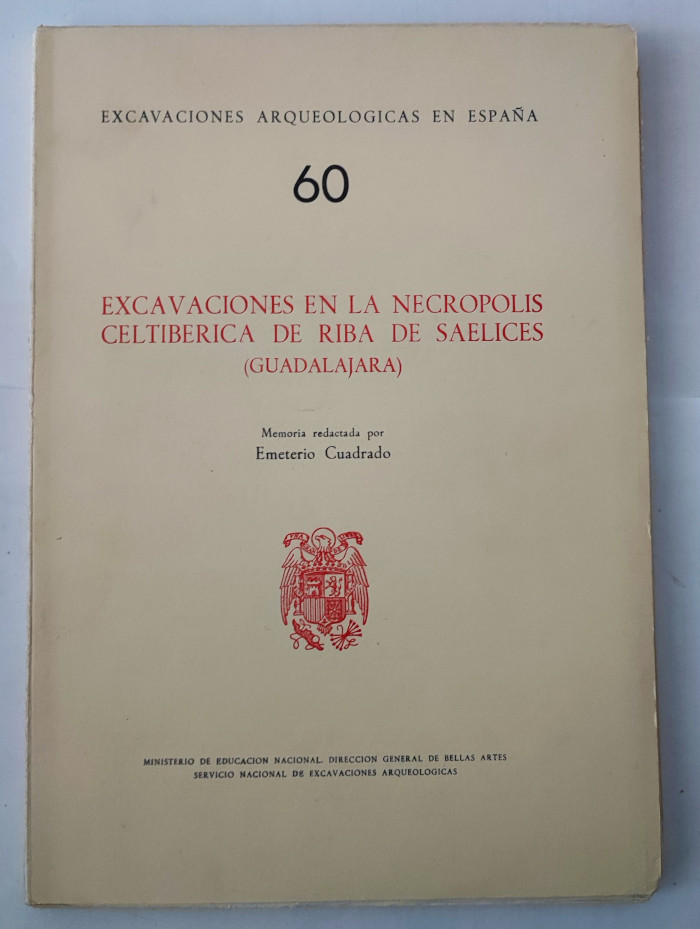 EXCAVACIONES ARQUEOLOGICAS EN ESPAÑA
60
EXCAVACIONES EN LA NECROPOLIS
CELTIBERICA DE RIBA DE SAELICES
(GUADALAJARA)
Memoria redactada por
Emeterio Cuadrado
MINISTERIO DE EDUCACION NACIONAL. DIRECCION GENERAL DE BELLAS ARTES
SERVICIO NACIONAL DE EXCAVACIONES ARQUEOLOGICAS